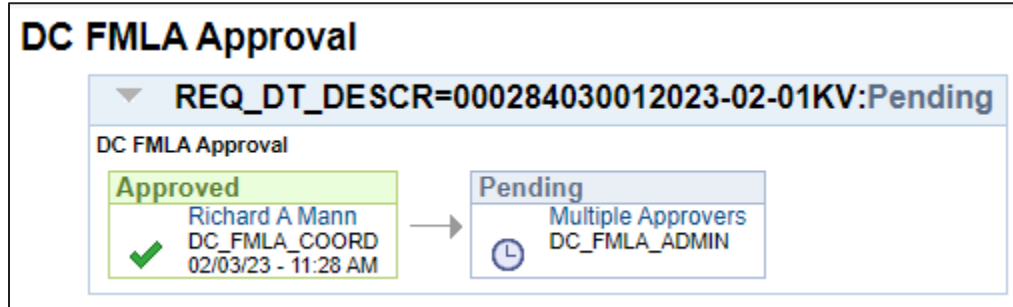 DC FMLA Approval
REQ_DT_DESCR=000284030012023-02-01KV:Pending
DC FMLA Approval
Approved
Richard A Mann
DC_FMLA_COORD
02/03/23 - 11:28 AM
Pending
Multiple Approvers
DC_FMLA_ADMIN